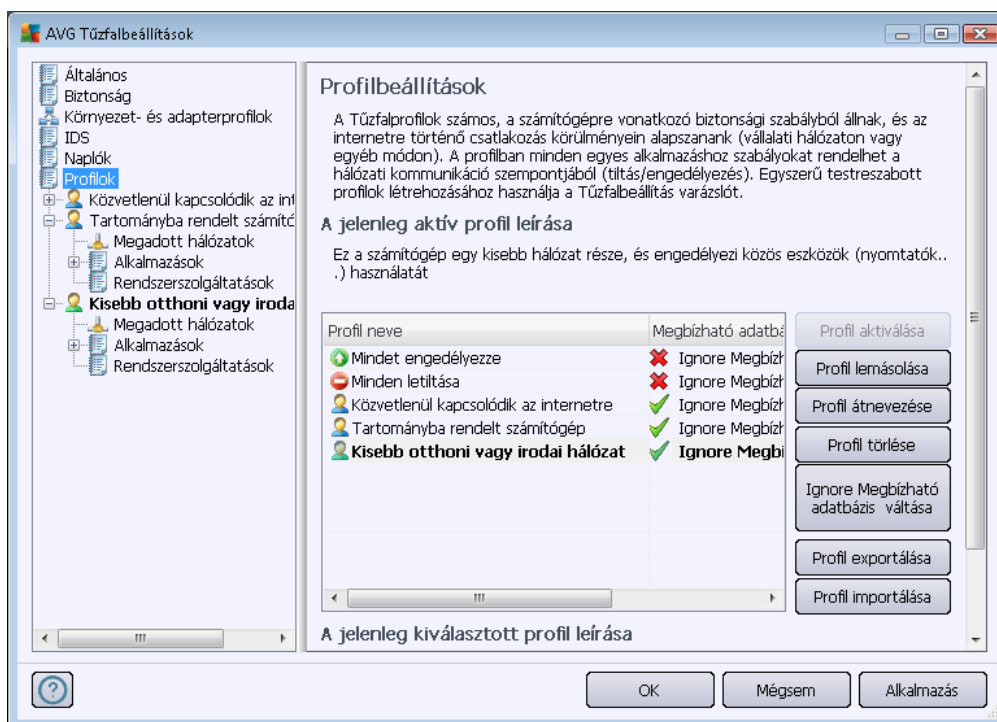 AVG Tűzfalbeállítások
Általános
Biztonság
Környezet- és adapterprofilok
IDS
Naplók
Profilok
Közvetlenül kapcsolódik az int
Tartományba rendelt számító
Megadott hálózatok
Alkalmazások
Rendszerszolgáltatások
Kisebb otthoni vagy iroda
Megadott hálózatok
Alkalmazások
Rendszerszolgáltatások
Profilbeállítások
A Tűzfalprofilok számos, a számítógépre vonatkozó biztonsági szabályból állnak, és az
internetre történő csatlakozás körülményein alapszanank (vállalati hálózaton vagy
egyéb módon). A profilban minden egyes alkalmazáshoz szabályokat rendelhet a
hálózati kommunikáció szempontjából (tiltás/engedélyezés). Egyszerű testreszabott
profilok létrehozásához használja a Tűzfalbeállítás varázslót.
A jelenleg aktív profil leírása
Ez a számítógép egy kisebb hálózat része, és engedélyezi közös eszközök (nyomtatók..
.) használatát
Profil neve Megbízható adatbá
Mindet engedélyezze Ignore Megbízh
Minden letiltása Ignore Megbízh
Közvetlenül kapcsolódik az internetre Ignore Megbízh
Tartományba rendelt számítógép Ignore Megbízh
Kisebb otthoni vagy irodai hálózat Ignore Megbí
Profil aktiválása
Profil lemásolása
Profil átnevezése
Profil törlése
Ignore Megbízható
adatbázis váltása
Profil exportálása
Profil importálása
A jelenleg kiválasztott profil leírása
OK
Mégsem
Alkalmazás